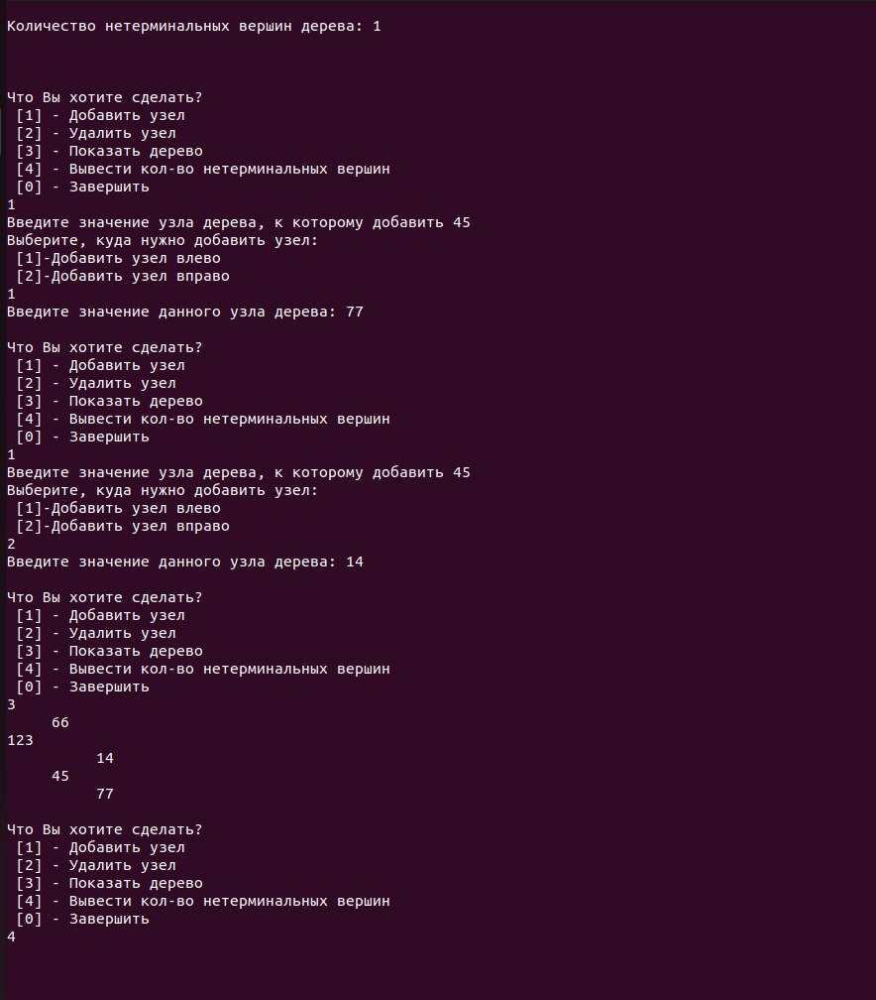 Количество нетерминальных вершин дерева: 1
Что Вы хотите сделать?
[1] - Добавить узел
[2] - Удалить узел
[3] - Показать дерево
[4] - Вывести кол-во нетерминальных вершин
[0] - Завершить
1
Введите значение узла дерева, к которому добавить 45
Выберите, куда нужно добавить узел:
[1]-Добавить узел влево
[2]-Добавить узел вправо
1
Введите значение данного узла дерева: 77
Что Вы хотите сделать?
[1] - Добавить узел
[2] - Удалить узел
[3] - Показать дерево
[4] - Вывести кол-во нетерминальных вершин
[0] - Завершить
1
Введите значение узла дерева, к которому добавить 45
Выберите, куда нужно добавить узел:
[1]-Добавить узел влево
[2]-Добавить узел вправо
2
Введите значение данного узла дерева: 14
Что Вы хотите сделать?
[1] - Добавить узел
[2] - Удалить узел
[3] - Показать дерево
[4] - Вывести кол-во нетерминальных вершин
[0] - Завершить
3
66
123
14
45
77
Что Вы хотите сделать?
[1] - Добавить узел
[2] - Удалить узел
[3] - Показать дерево
[4] - Вывести кол-во нетерминальных вершин
[0] - Завершить
4